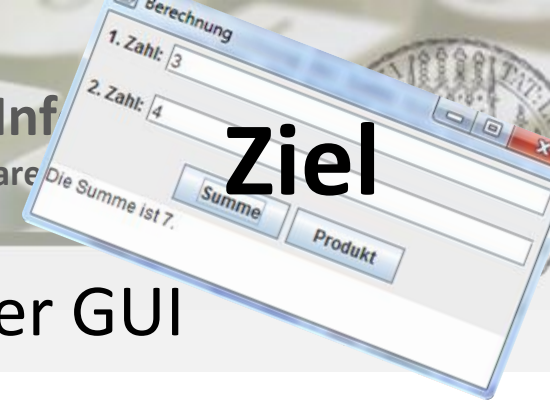 Berechnung
1. Zahl: 3
2. Zahl: 4
Ziel
Summe
Produkt
Die Summe ist 7.
Inf
are
er GUI